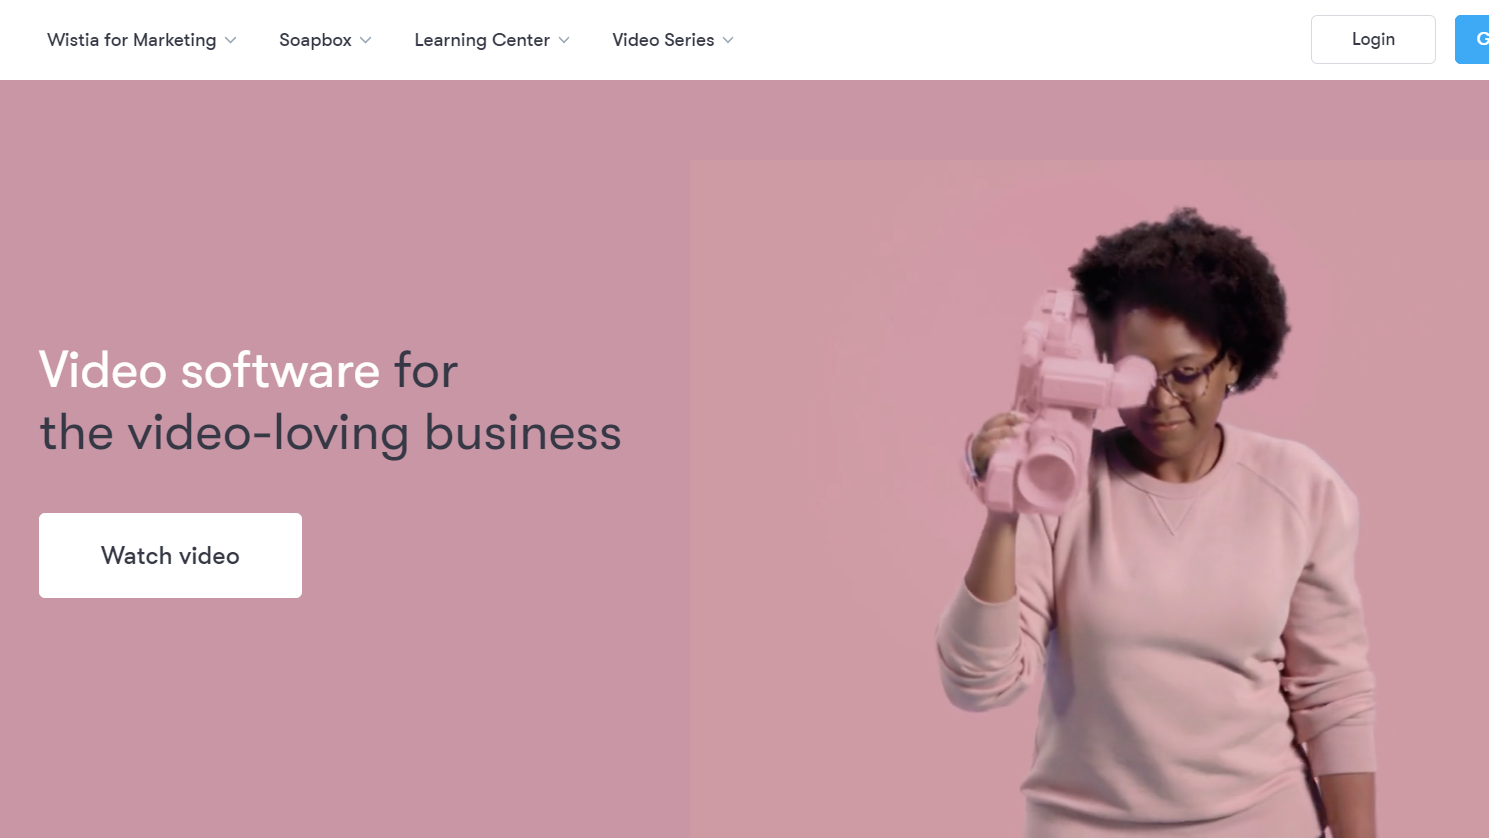 Wistia for Marketing
Soapbox
Learning Center
Video Series
Login
G
Video software for
the video-loving business
Watch video